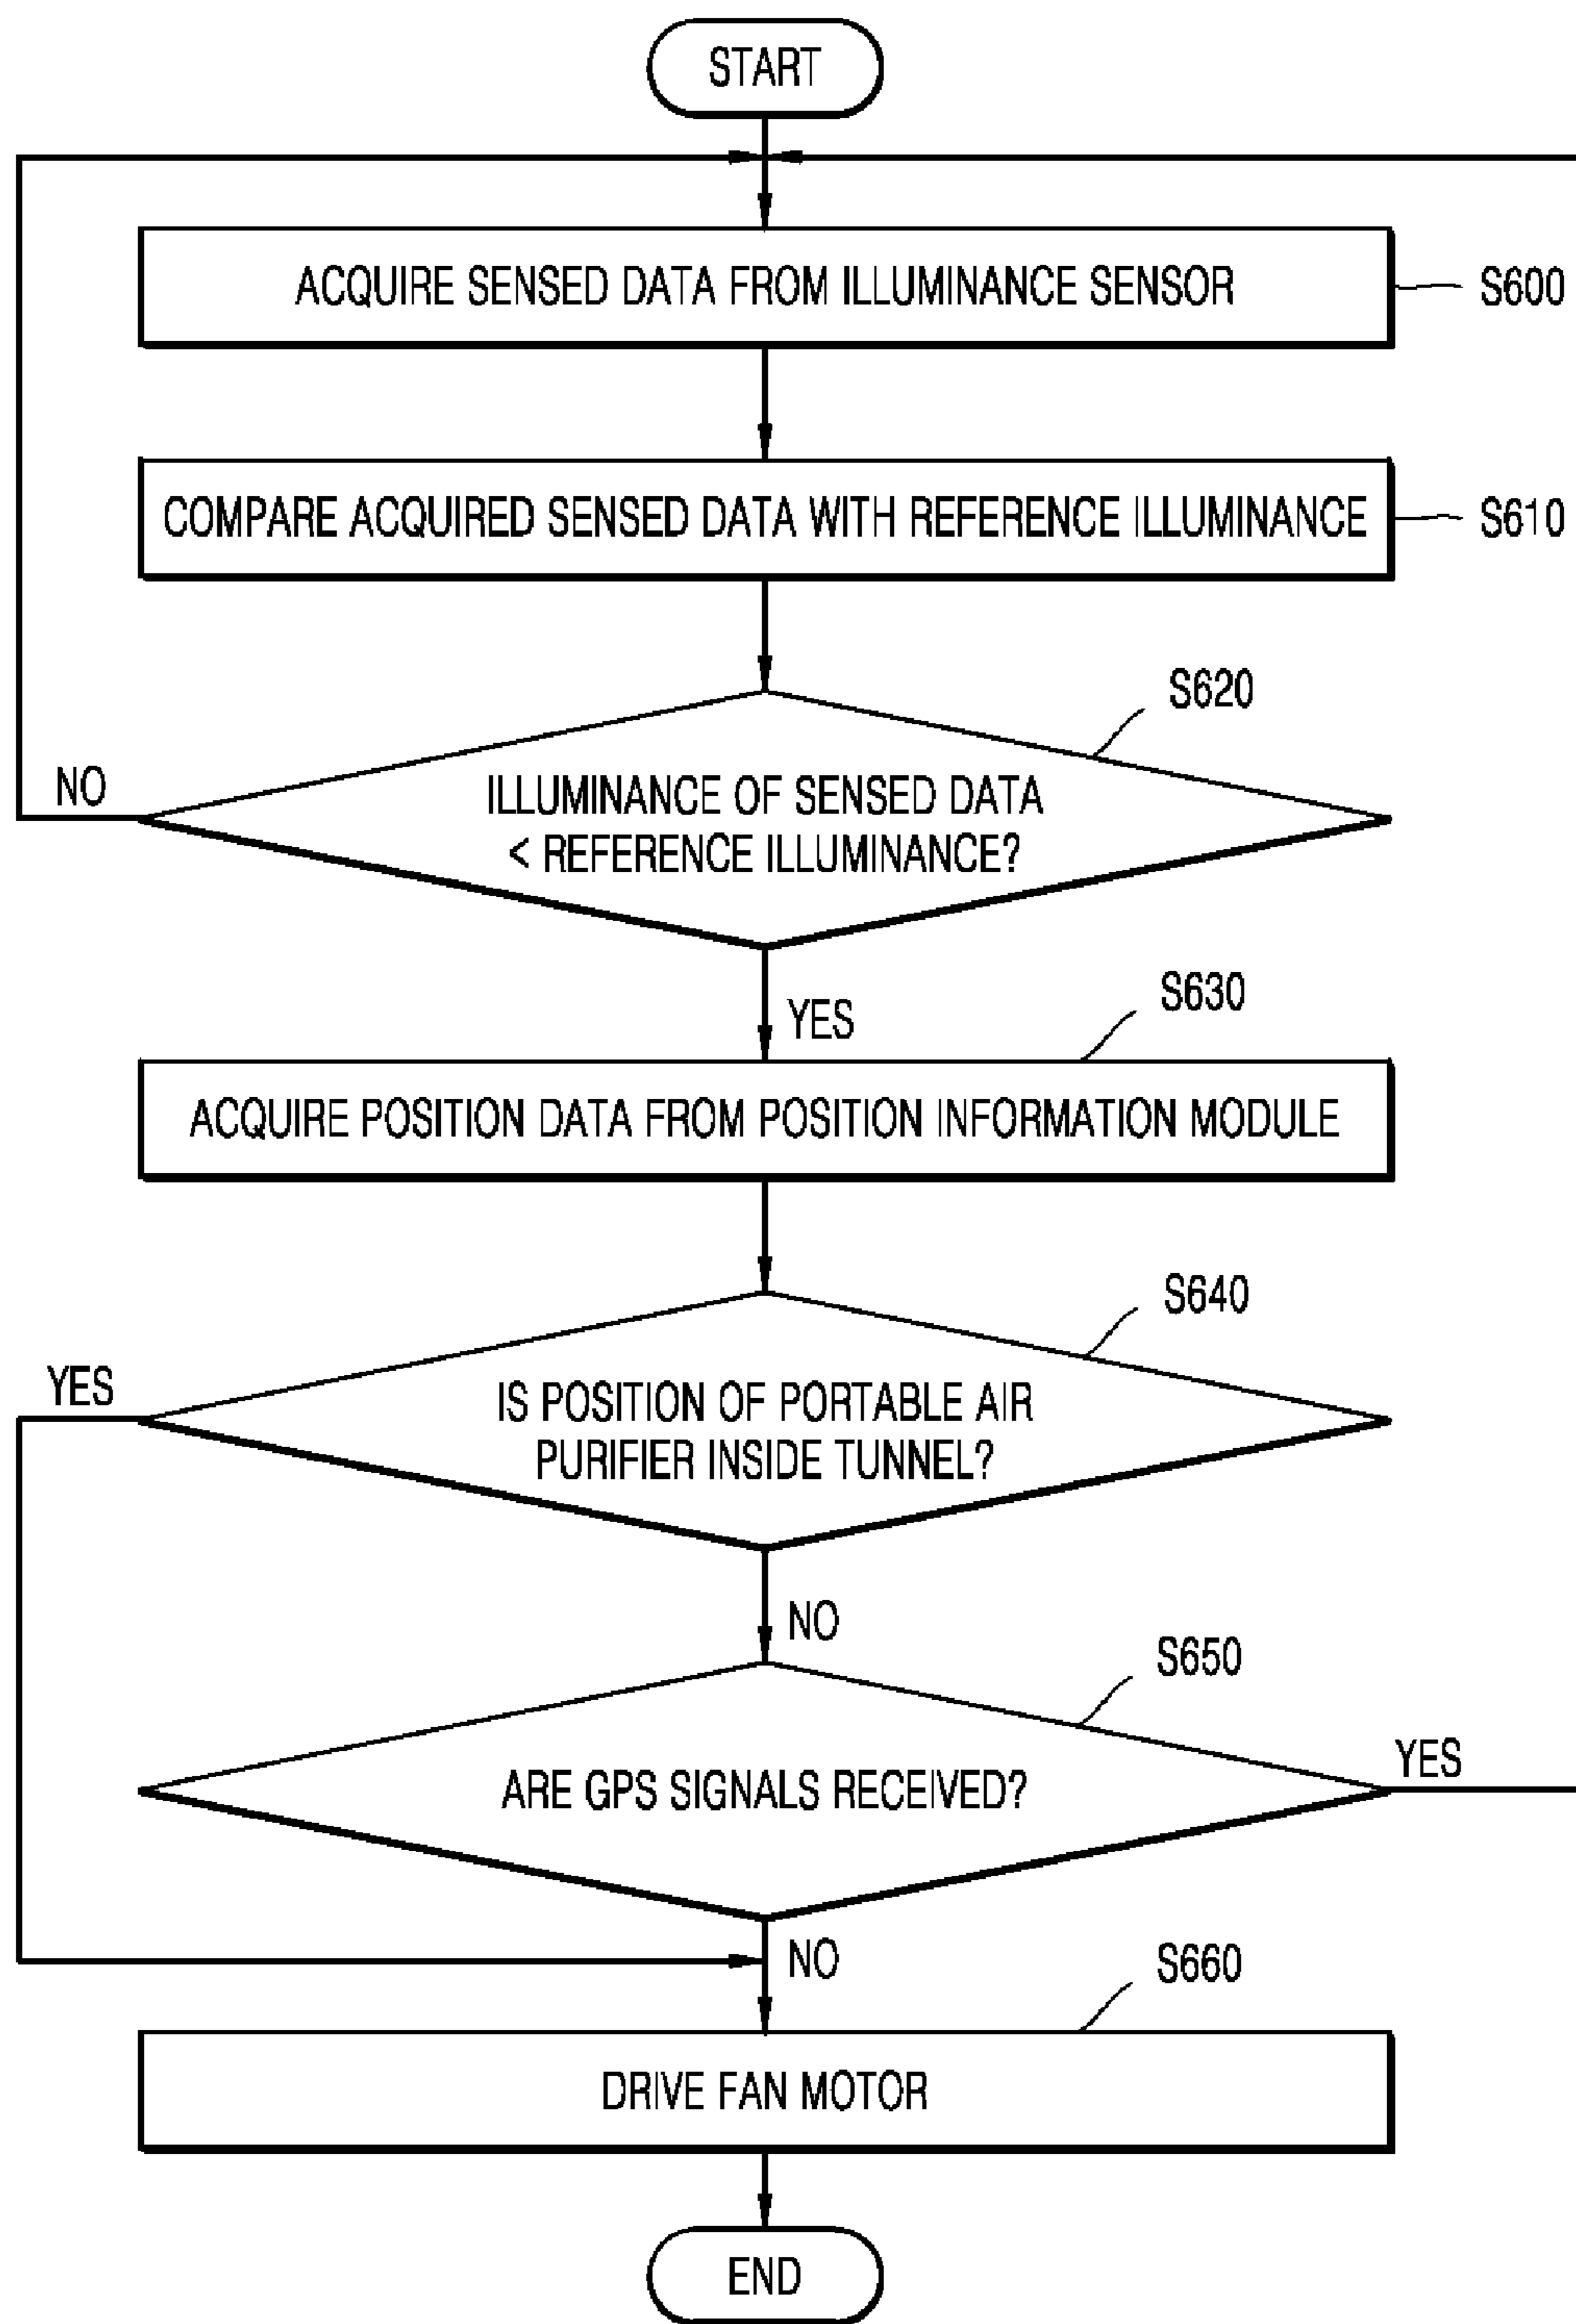 START
ACQUIRE SENSED DATA FROM ILLUMINANCE SENSOR
S600
COMPARE ACQUIRED SENSED DATA WITH REFERENCE ILLUMINANCE
S610
S620
NO
ILLUMINANCE OF SENSED DATA
< REFERENCE ILLUMINANCE?
YES
S630
ACQUIRE POSITION DATA FROM POSITION INFORMATION MODULE
S640
YES
IS POSITION OF PORTABLE AIR
PURIFIER INSIDE TUNNEL?
NO
S650
YES
ARE GPS SIGNALS RECEIVED?
NO
S660
DRIVE FAN MOTOR
END